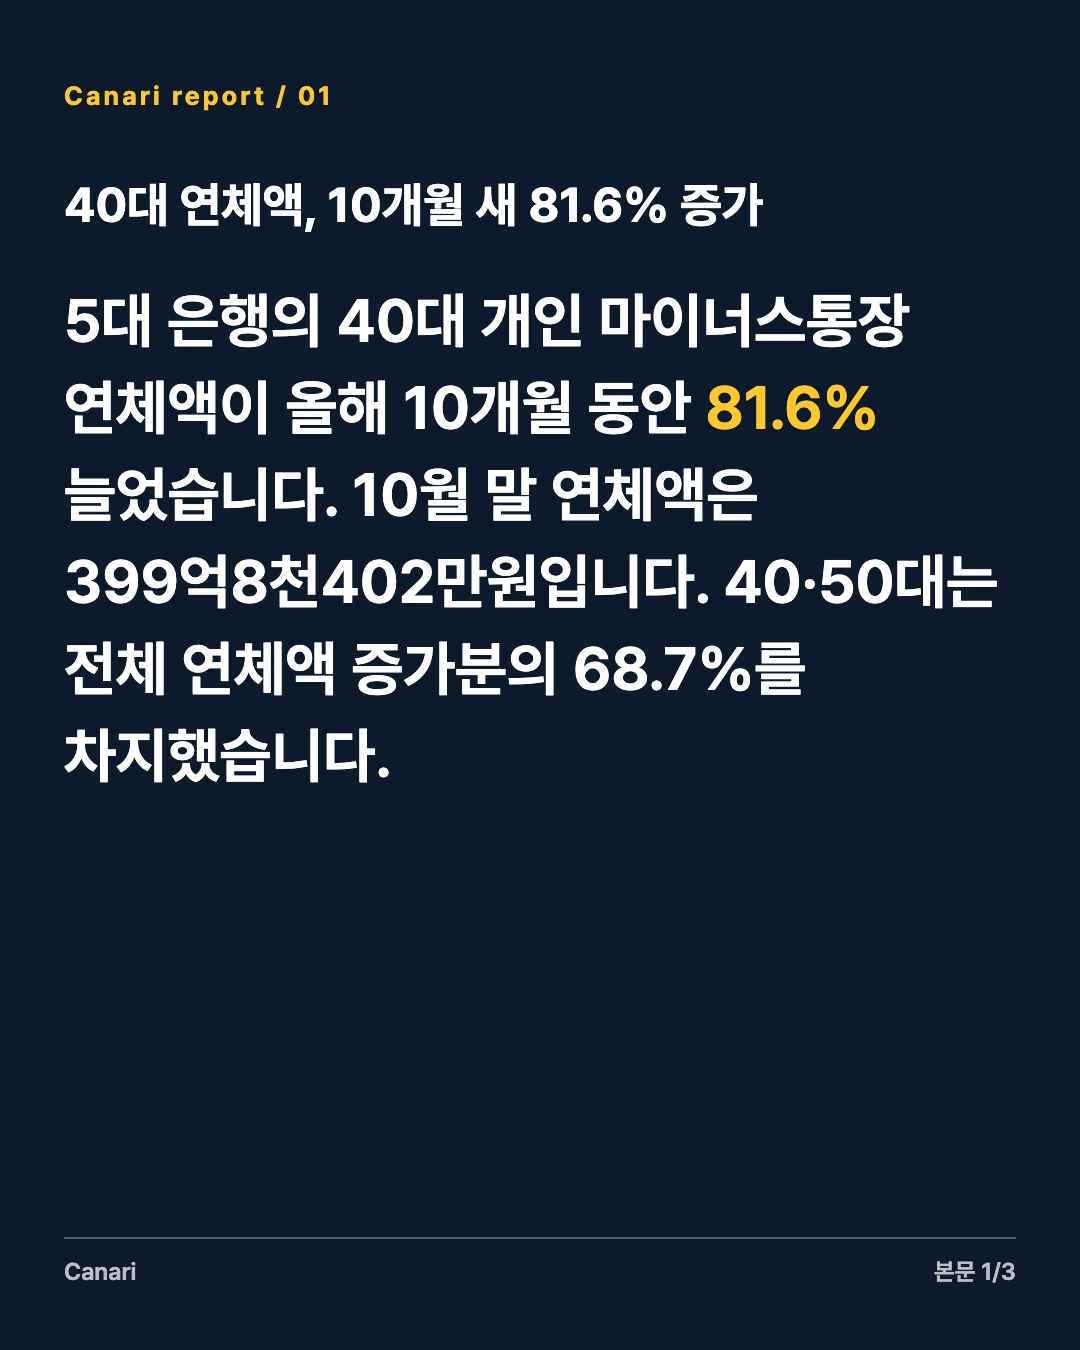 Canari report / 01
40대 연체액, 10개월 새 81.6% 증가
5대 은행의 40대 개인 마이너스통장
연체액이 올해 10개월 동안 81.6%
늘었습니다. 10월 말 연체액은
399억8천402만원입니다. 40·50대는
전체 연체액 증가분의 68.7%를
차지했습니다.
Canari
본문 1/3